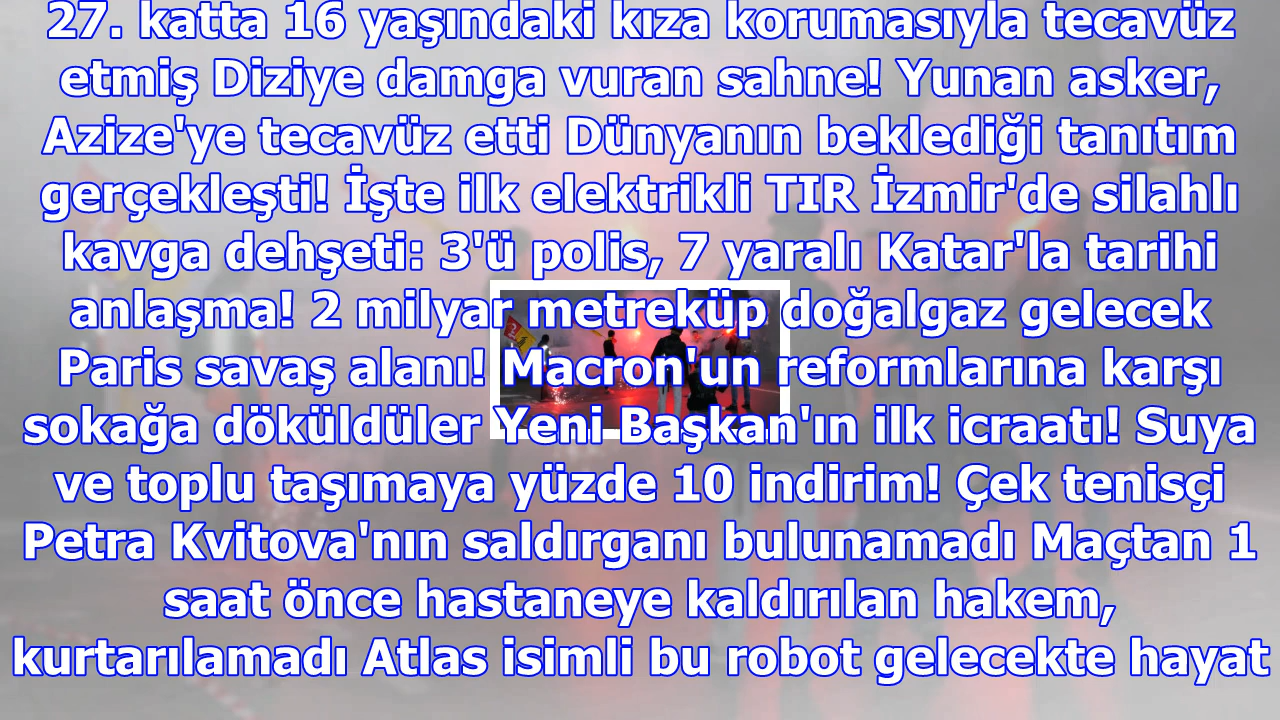 27. katta 16 yaşındaki kıza korumasıyla tecavüz
etmiş Diziye damga vuran sahne! Yunan asker,
Azize'ye tecavüz etti Dünyanın beklediği tanıtım
gerçekleşti! İşte ilk elektrikli TIR İzmir'de silahlı
kavga dehşeti: 3'ü polis, 7 yaralı Katar'la tarihi
anlaşma! 2 milyar metreküp doğalgaz gelecek
Paris savaş alanı! Macron'un reformlarına karşı
sokağa döküldüler Yeni Başkan'ın ilk icraatı! Suya
ve toplu taşımaya yüzde 10 indirim! Çek tenisçi
Petra Kvitova'nın saldırganı bulunamadı Maçtan 1
saat önce hastaneye kaldırılan hakem,
kurtarılamadı Atlas isimli bu robot gelecekte hayat